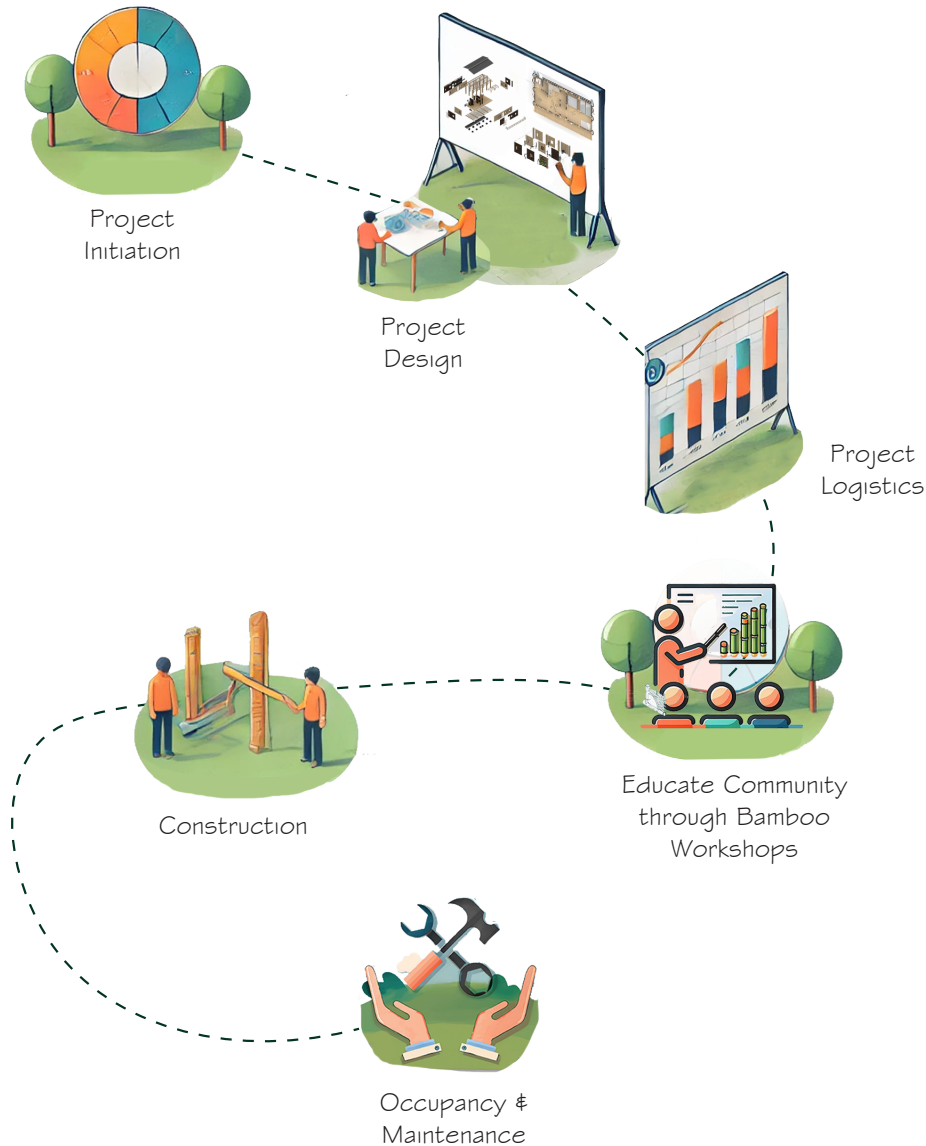 Project
Initiation
Project
Design
Project
Logistics
Educate Community
through Bamboo
Workshops
Construction
Occupancy &
Maintenance